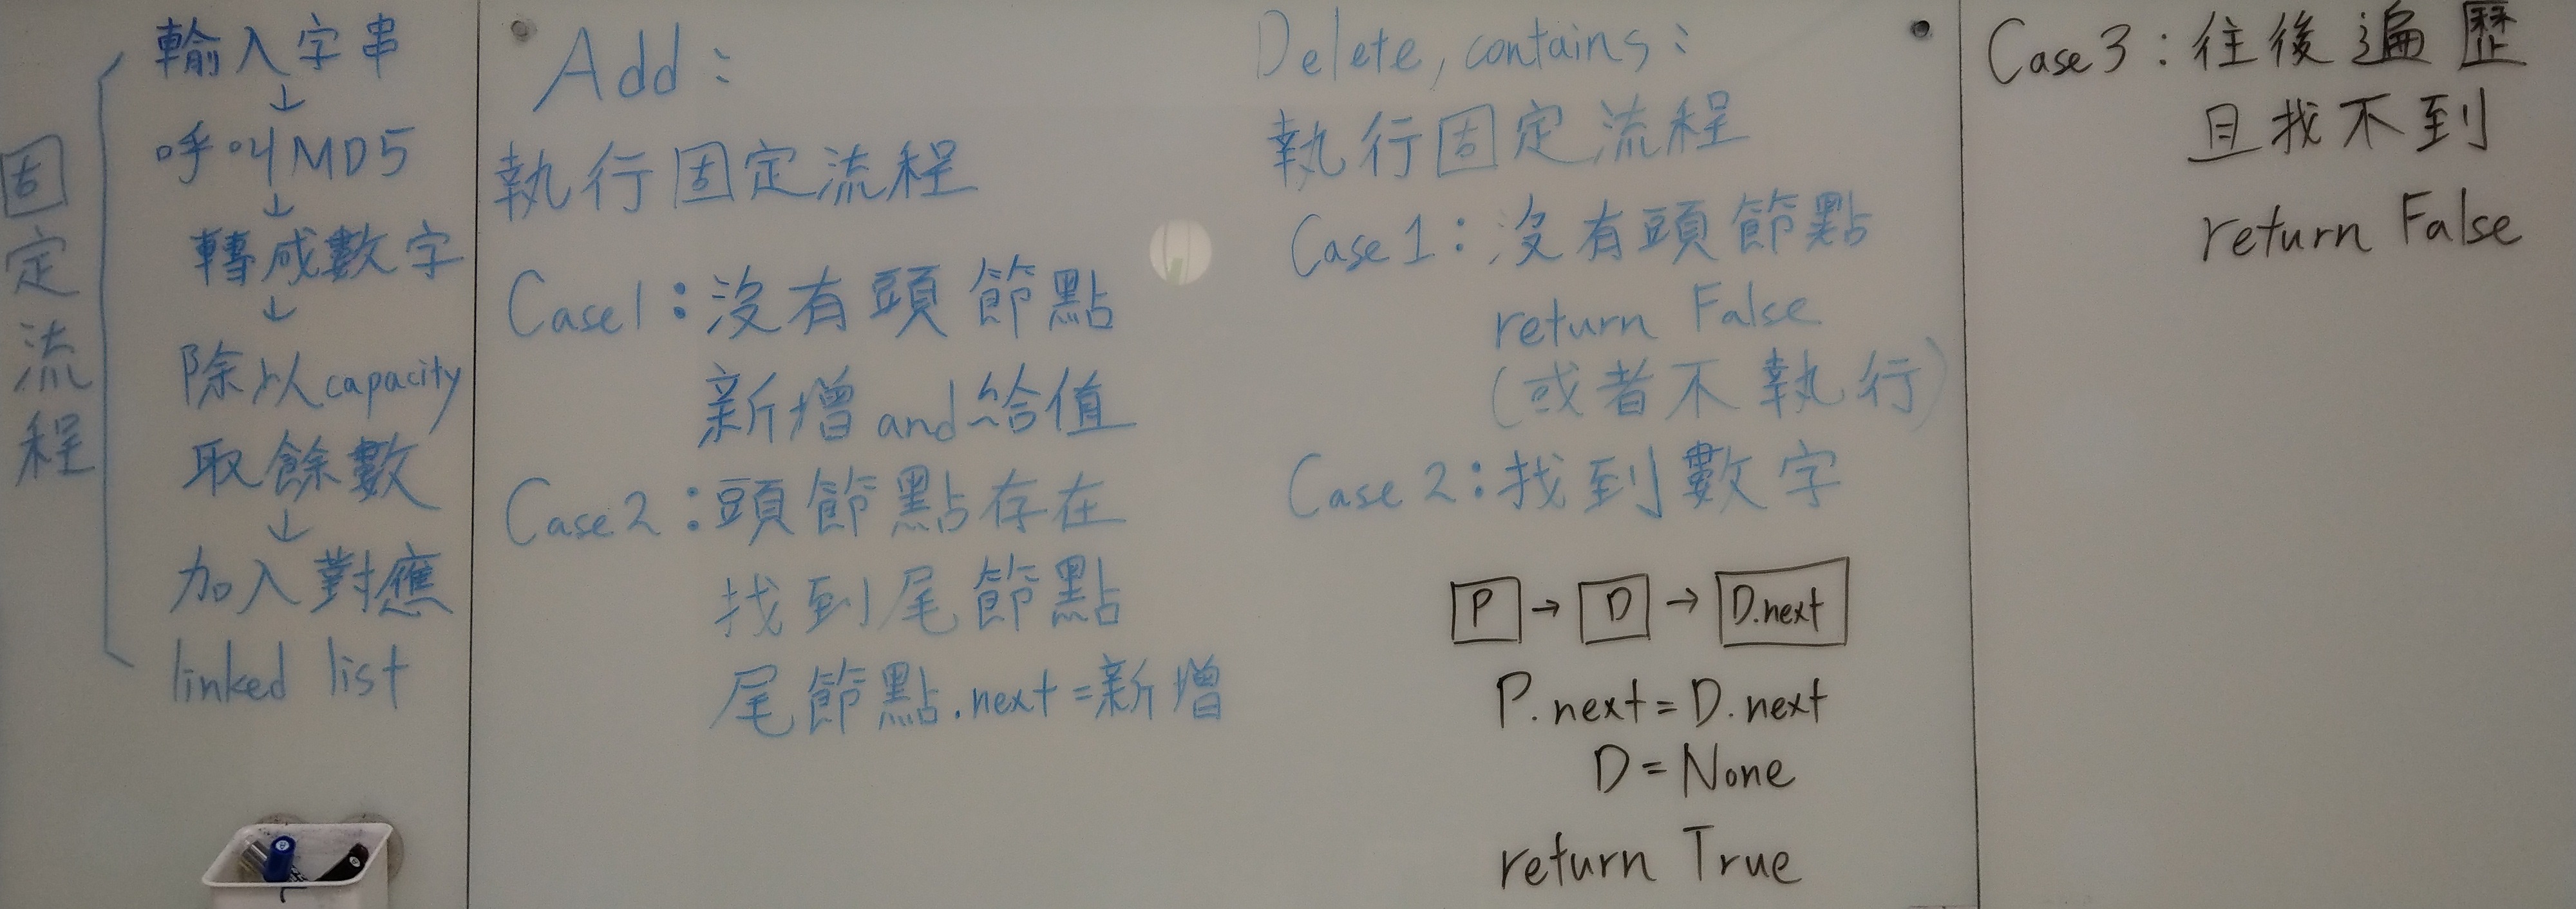 固定流程
輸入字串
↓
呼叫MD5
↓
轉成數字
↓
除以capacity
取餘數
↓
加入對應
linked list
Add:
執行固定流程
Case1:沒有頭節點
新增and給值
Case2:頭節點存在
找到尾節點
尾節點.next=新增
Delete, contains:
執行固定流程
Case1:沒有頭節點
return False
(或者不執行)
Case2:找到數字
P → D → D.next
P.next=D.next
D=None
return True
Case3:往後遍歷
且找不到
return False